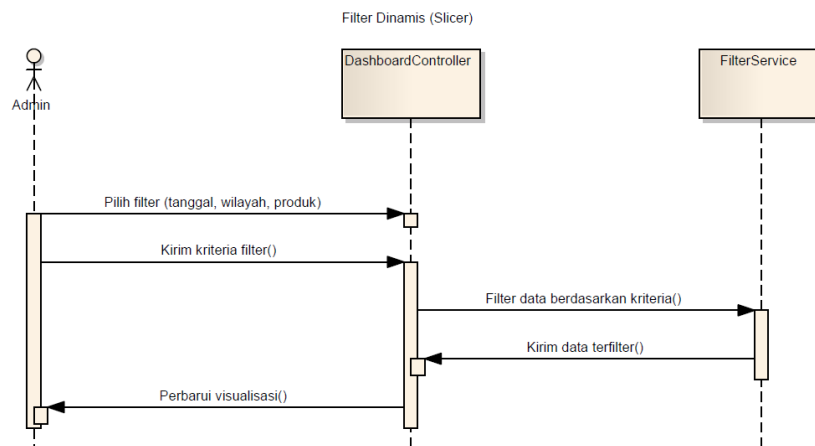 Filter Dinamis (Slicer)
Admin
DashboardController
FilterService
Pilih filter (tanggal, wilayah, produk)
Kirim kriteria filter()
Filter data berdasarkan kriteria()
Kirim data terfilter()
Perbarui visualisasi()